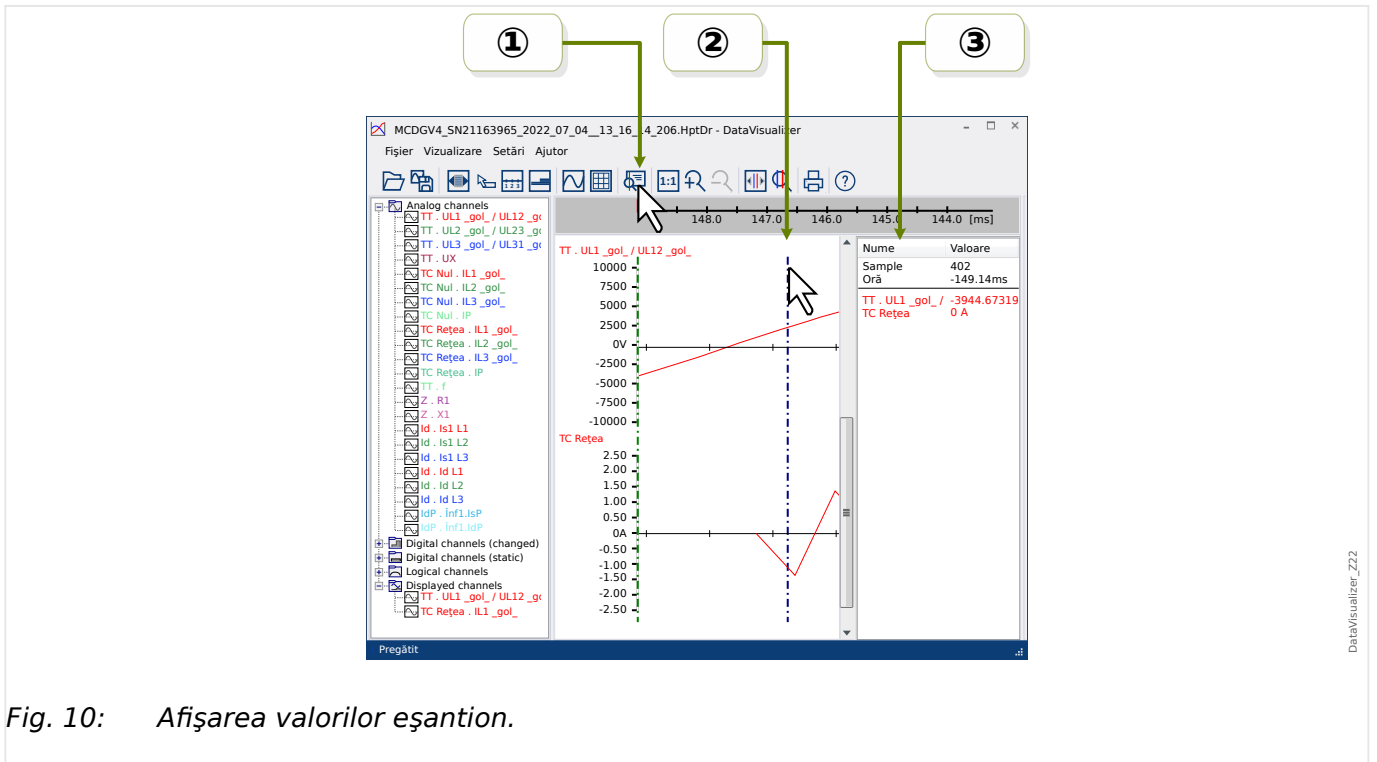 ① ② ③
MCDGV4_SN21163965_2022_07_04__13_16_14_206.HptDr - DataVisualizer
Fişier Vizualizare Setări Ajutor
1 2 3
1:1
?
148.0 147.0 146.0 145.0 144.0 [ms]
Analog channels
TT . UL1 _gol_ / UL12 _go
TT . UL2 _gol_ / UL23 _go
TT . UL3 _gol_ / UL31 _go
TT . UX
TC Nul . IL1 _gol_
TC Nul . IL2 _gol_
TC Nul . IL3 _gol_
TC Nul . IP
TC Reţea . IL1 _gol_
TC Reţea . IL2 _gol_
TC Reţea . IL3 _gol_
TC Reţea . IP
TT . f
Z . R1
Z . X1
Id . Is1 L1
Id . Is1 L2
Id . Is1 L3
Id . Id L1
Id . Id L2
Id . Id L3
IdP . Înf1.IsP
IdP . Înf1.IdP
Digital channels (changed)
Digital channels (static)
Logical channels
Displayed channels
TT . UL1 _gol_ / UL12 _go
TC Reţea . IL1 _gol_
TT . UL1 _gol_ / UL12 _gol_
10000
7500
5000
2500
0V
-2500
-5000
-7500
-10000
TC Reţea
2.50
2.00
1.50
1.00
0.50
0A
-0.50
-1.00
-1.50
-2.00
-2.50
Nume Valoare
Sample 402
Oră -149.14ms
TT . UL1 _gol_ / -3944.67319
TC Reţea 0 A
Pregătit
DataVisualizer_Z22
Fig. 10: Afişarea valorilor eşantion.